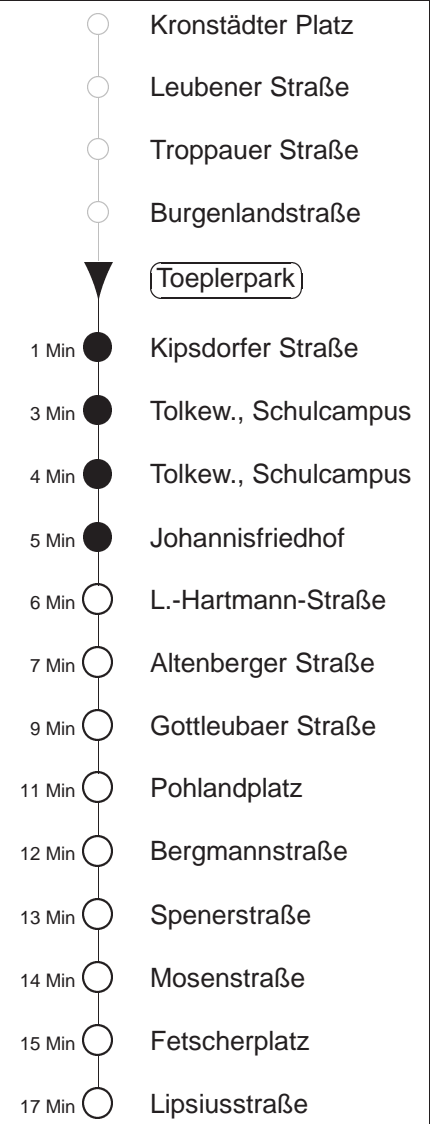 Kronstädter Platz
Leubener Straße
Troppauer Straße
Burgenlandstraße
Toeplerpark
1 Min Kipsdorfer Straße
3 Min Tolkew., Schulcampus
4 Min Tolkew., Schulcampus
5 Min Johannisfriedhof
6 Min L.-Hartmann-Straße
7 Min Altenberger Straße
9 Min Gottleubaer Straße
11 Min Pohlandplatz
12 Min Bergmannstraße
13 Min Spenerstraße
14 Min Mosenstraße
15 Min Fetscherplatz
17 Min Lipsiusstraße